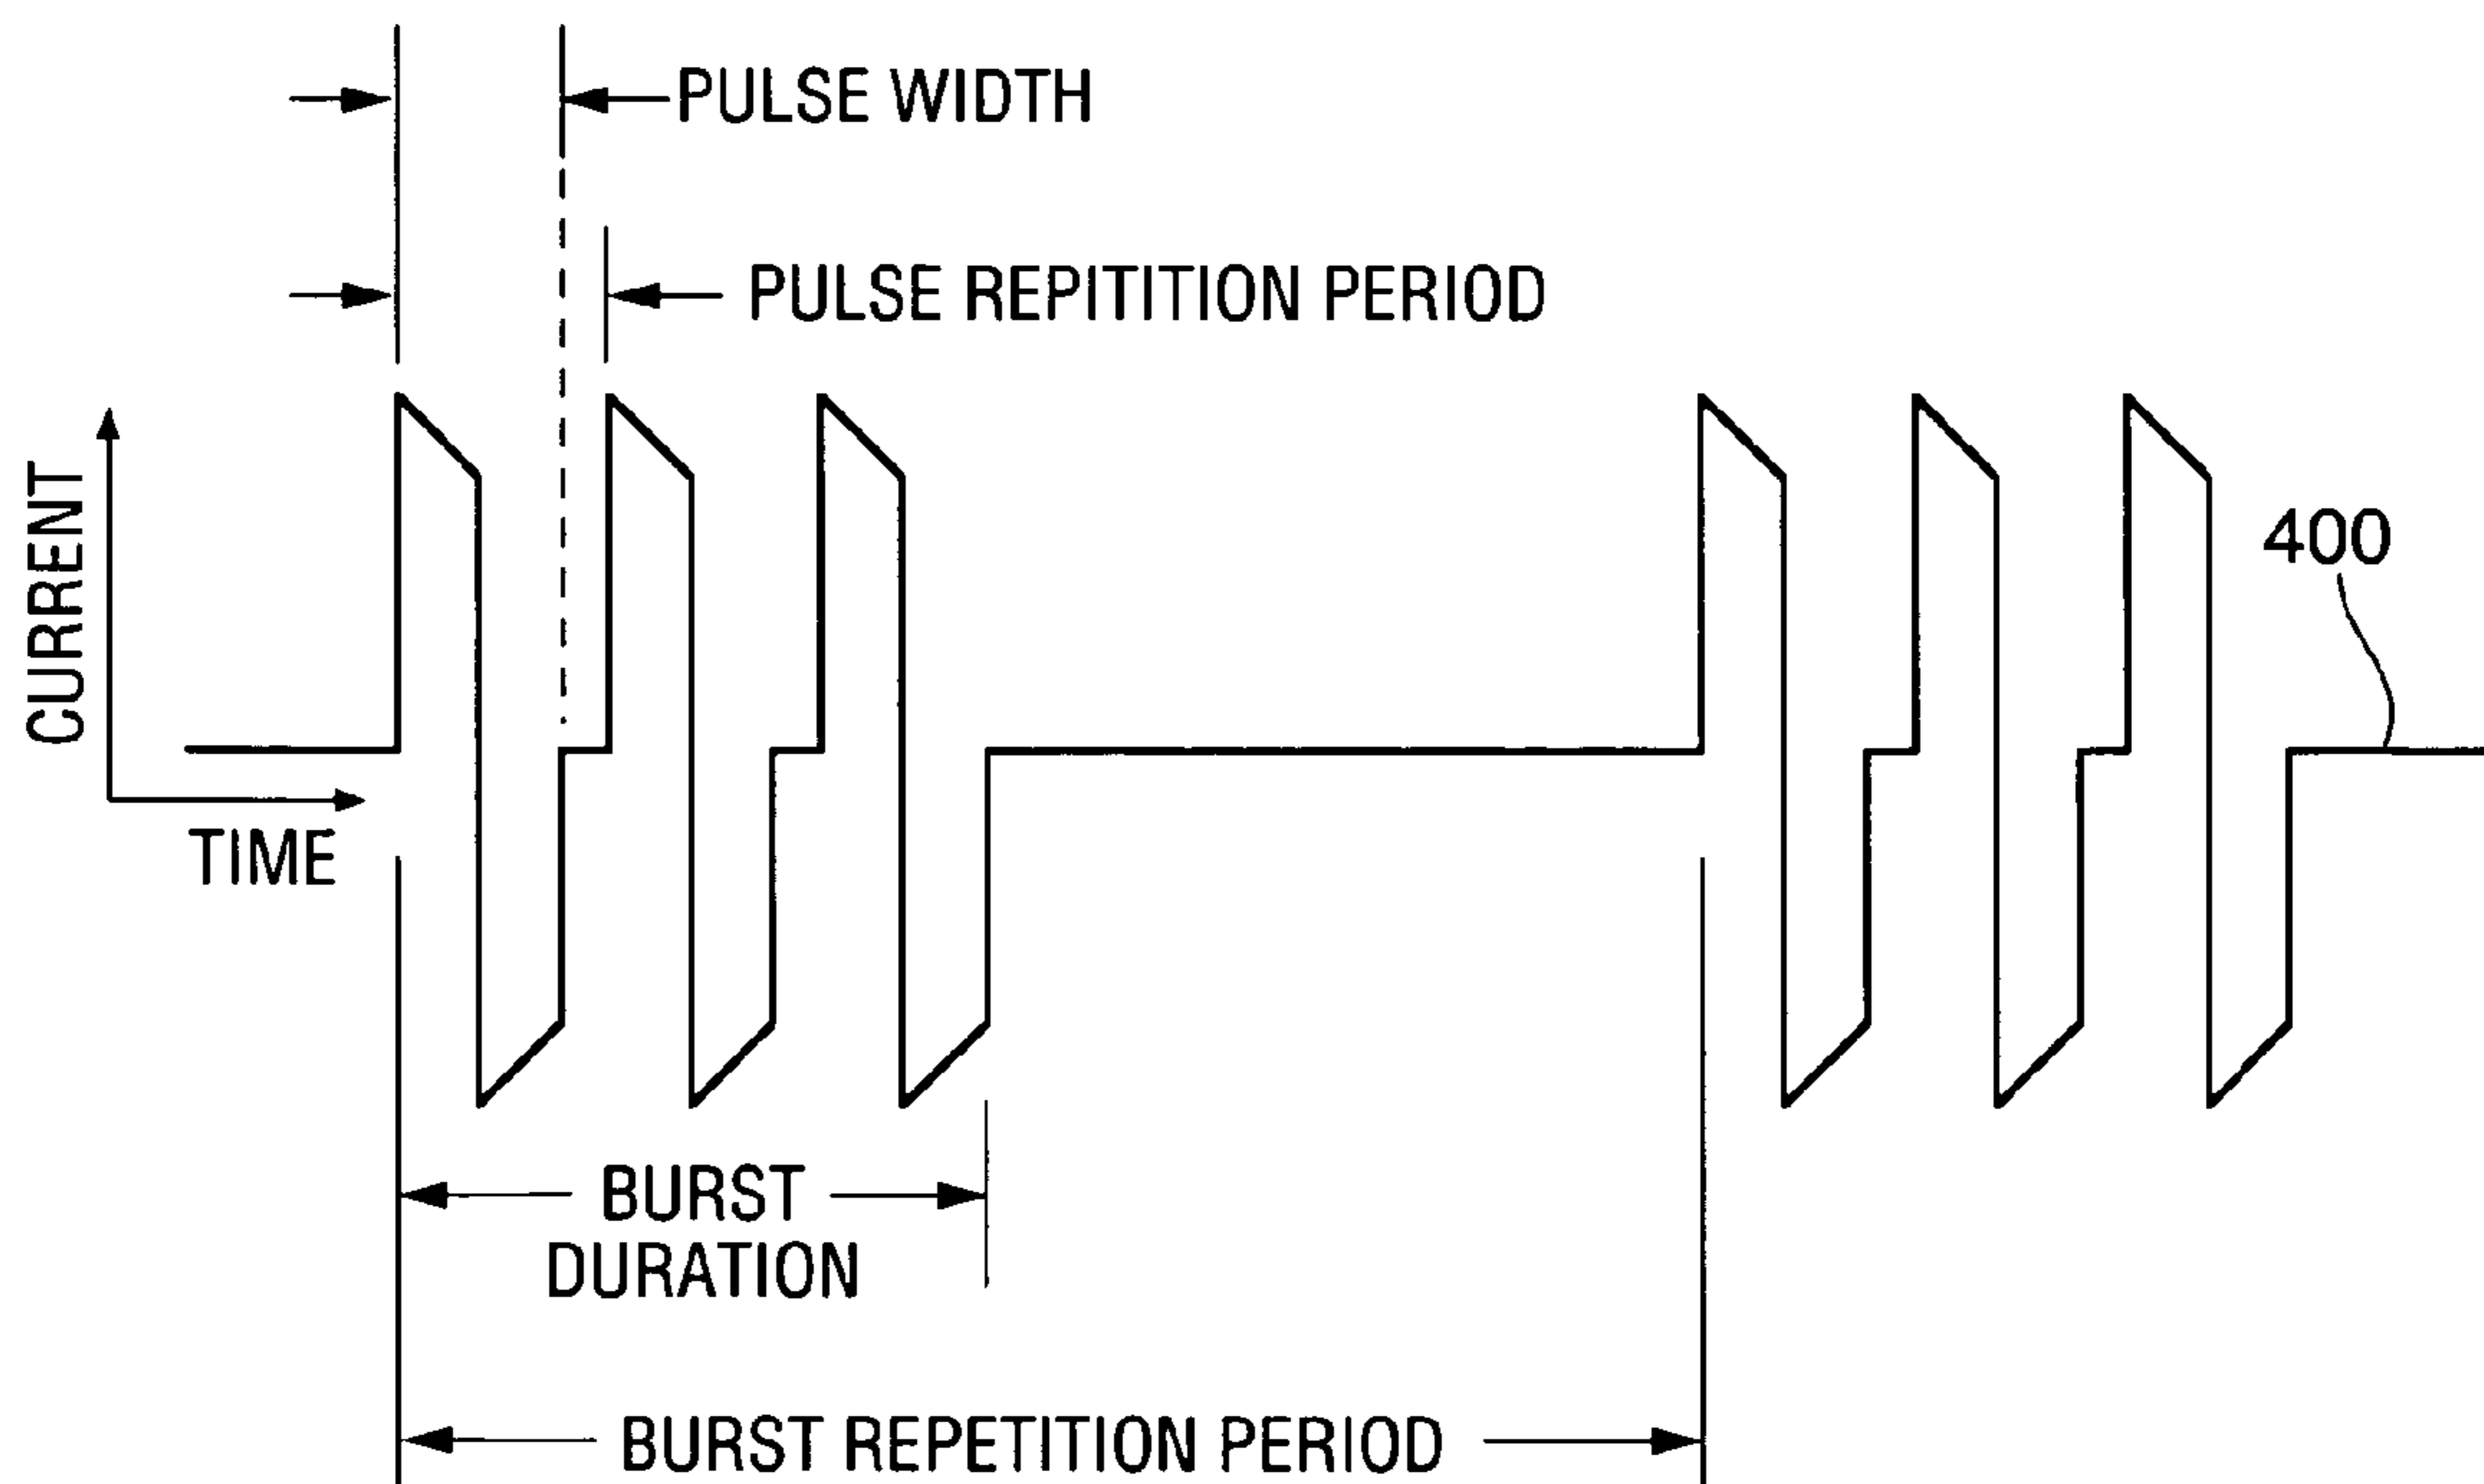 PULSE WIDTH
PULSE REPITITION PERIOD
CURRENT
400
TIME
BURST
DURATION
BURST REPETITION PERIOD